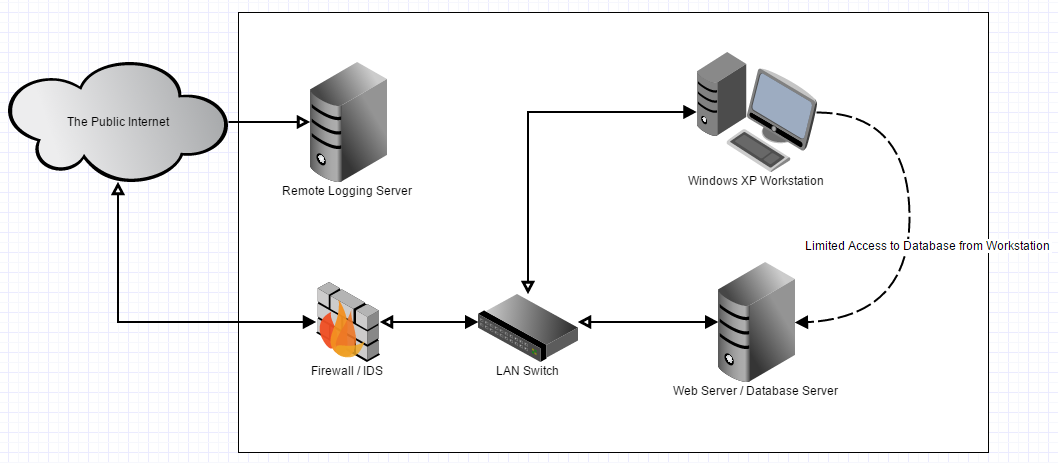 The Public Internet
Remote Logging Server
Windows XP Workstation
Limited Access to Database from Workstation
Firewall / IDS
LAN Switch
Web Server / Database Server